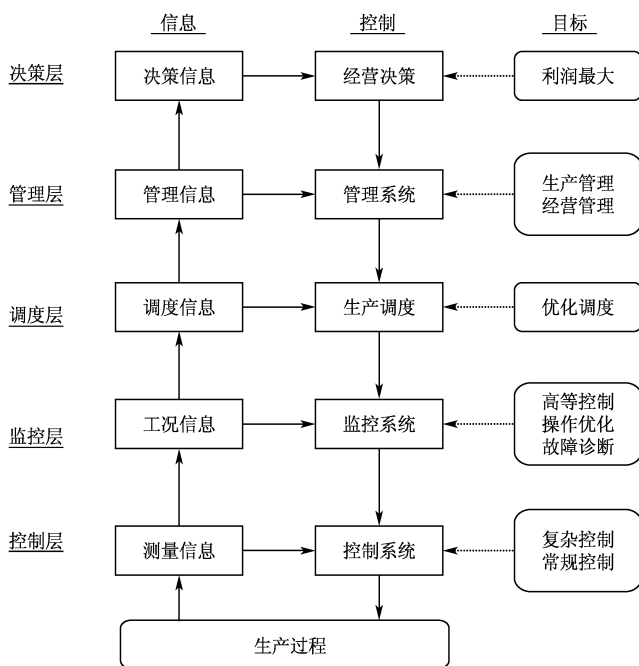 信息 控制 目标
决策层 决策信息 经营决策 利润最大
管理层 管理信息 管理系统 生产管理
经营管理
调度层 调度信息 生产调度 优化调度
监控层 工况信息 监控系统 高等控制
操作优化
故障诊断
控制层 测量信息 控制系统 复杂控制
常规控制
生产过程